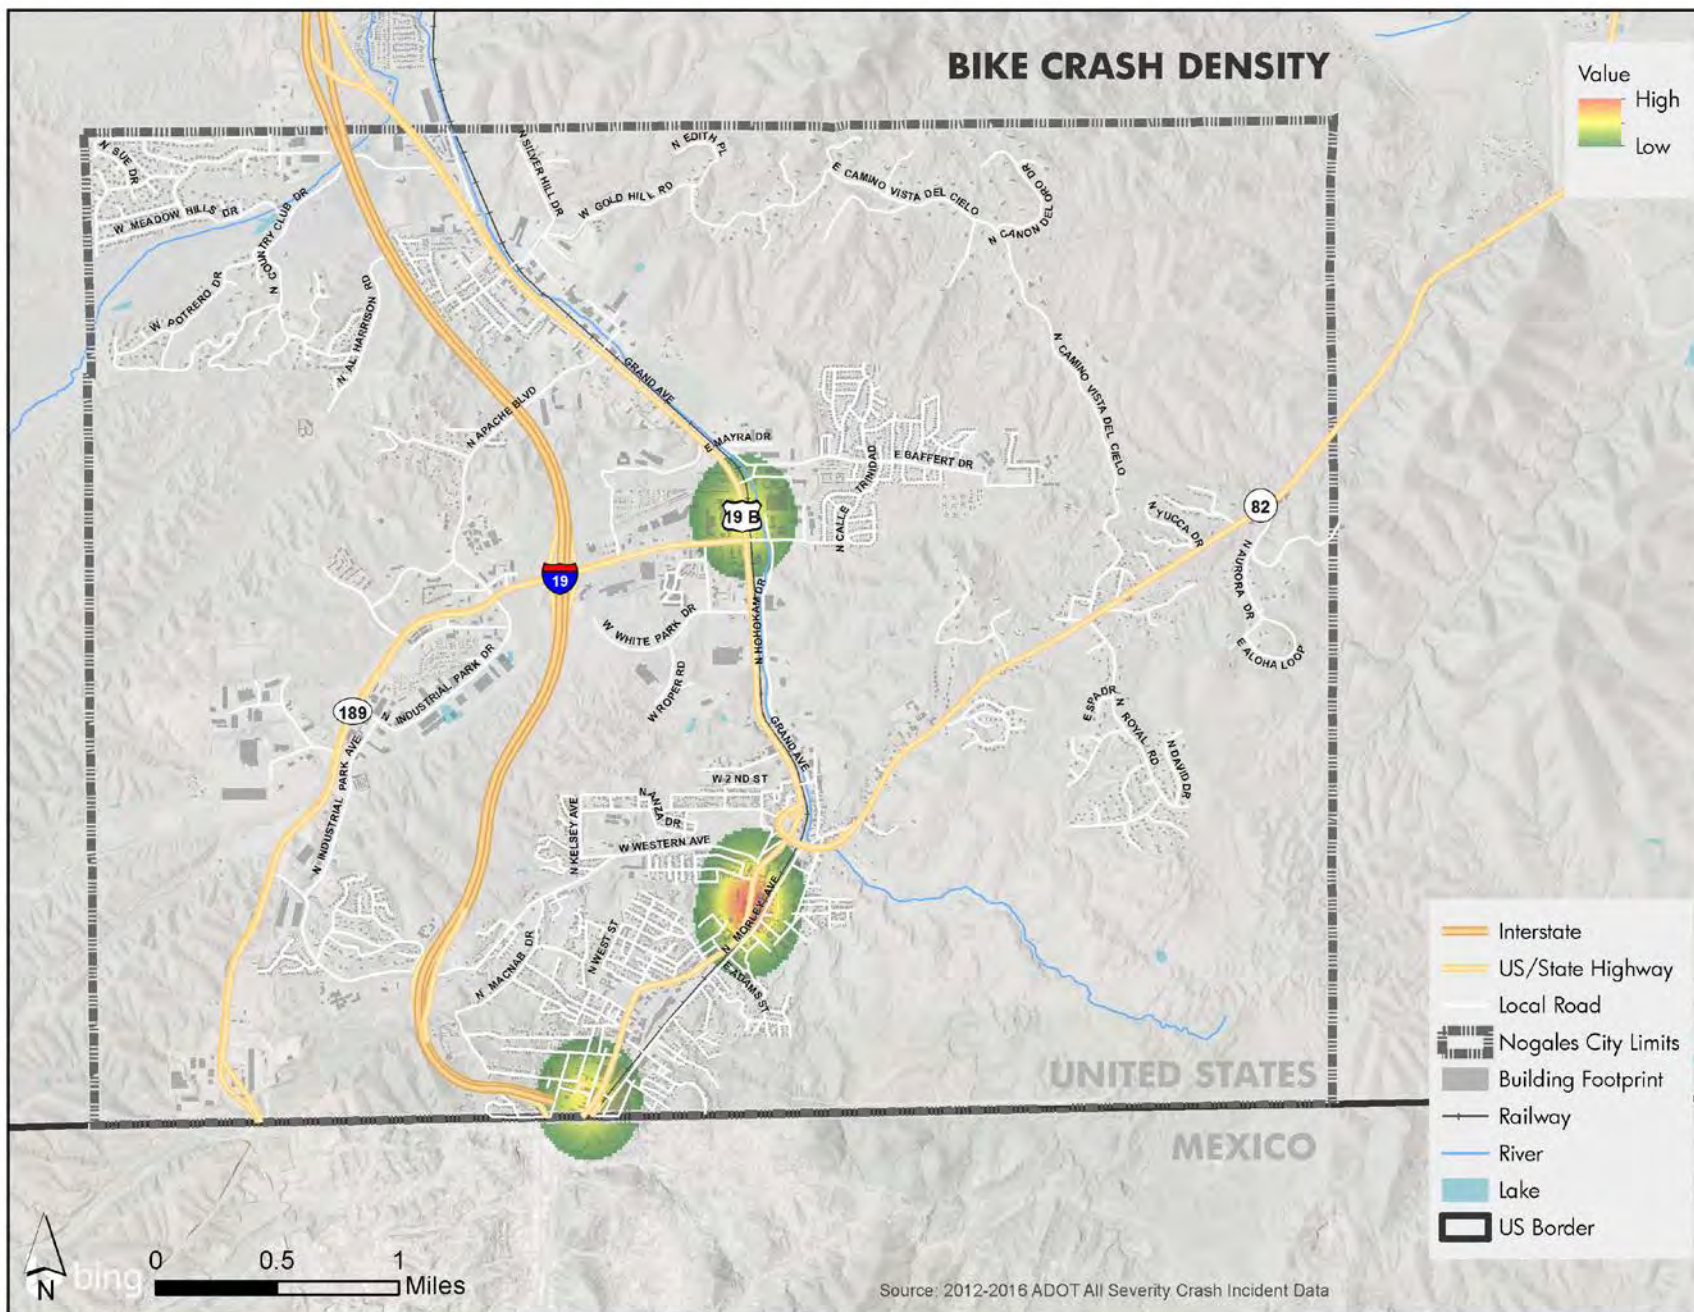 BIKE CRASH DENSITY
Value
High
Low
N SUE DR
W MEADOW HILLS DR
N COUNTRY CLUB DR
W POTRERO DR
N AL HARRISON RD
N SILVER HILL DR
W GOLD HILL RD
N EDITH PL
E CAMINO VISTA DEL CIELO
N CANON DEL ORO DR
N CAMINO VISTA DEL CIELO
GRAND AVE
N APACHE BLVD
E MAYRA DR
E BAFFERT DR
N CALLE TRINIDAD
19 B
82
N YUCCA DR
N AURORA DR
E ALOHA LOOP
19
W WHITE PARK DR
N HOHOKAM DR
W ROPER RD
N INDUSTRIAL PARK DR
189
N INDUSTRIAL PARK AVE
GRAND AVE
E SPA DR
N ROYAL RD
N DAVID DR
W 2ND ST
N KELSEY AVE
N ANZA DR
W WESTERN AVE
N MORLEY AVE
N WEST ST
N MACNAB DR
E ADAMS ST
UNITED STATES
MEXICO
Interstate
US/State Highway
Local Road
Nogales City Limits
Building Footprint
Railway
River
Lake
US Border
N
bing
0 0.5 1
Miles
Source: 2012-2016 ADOT All Severity Crash Incident Data